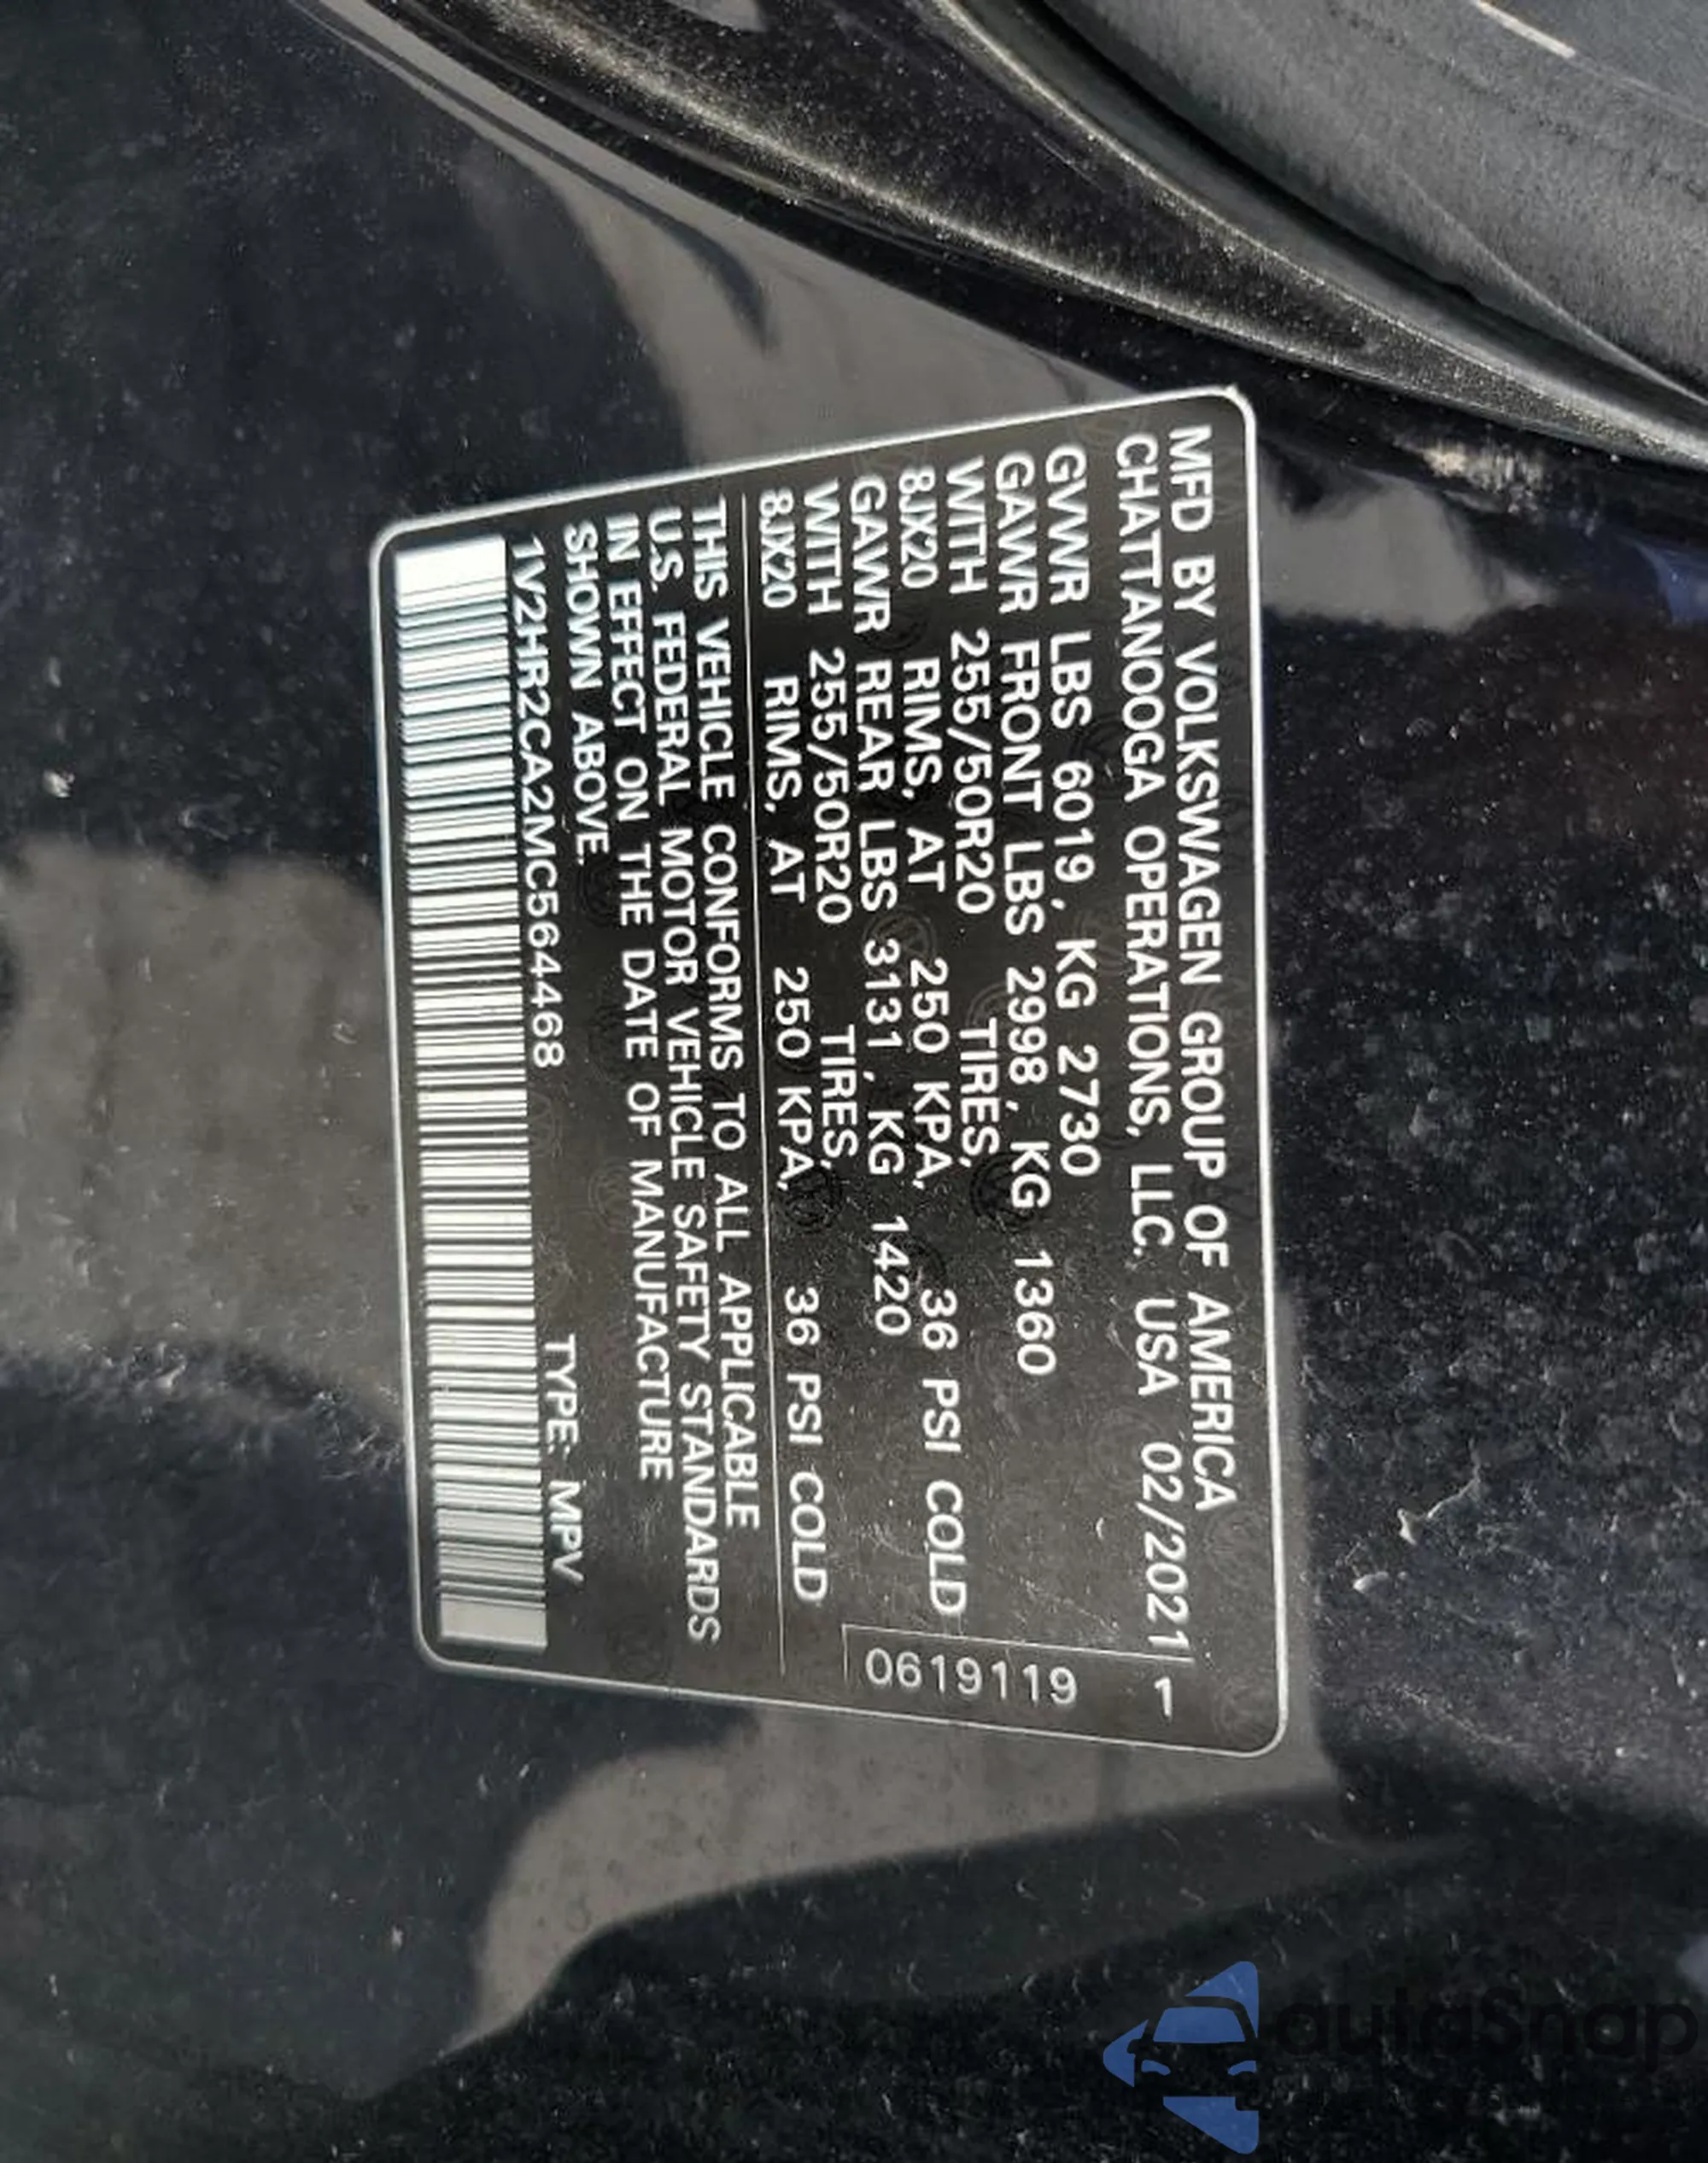 MFD BY VOLKSWAGEN GROUP OF AMERICA
CHATTANOOGA OPERATIONS, LLC. USA 02/2021 1
GVWR LBS 6019, KG 2730
GAWR FRONT LBS 2998, KG 1360
WITH 255/50R20 TIRES,
8JX20 RIMS, AT 250 KPA, 36 PSI COLD
GAWR REAR LBS 3131, KG 1420
WITH 255/50R20 TIRES,
8JX20 RIMS, AT 250 KPA, 36 PSI COLD
0619119
THIS VEHICLE CONFORMS TO ALL APPLICABLE
U.S. FEDERAL MOTOR VEHICLE SAFETY STANDARDS
IN EFFECT ON THE DATE OF MANUFACTURE
SHOWN ABOVE.
1V2HR2CA2MC564468 TYPE: MPV
autaSnap